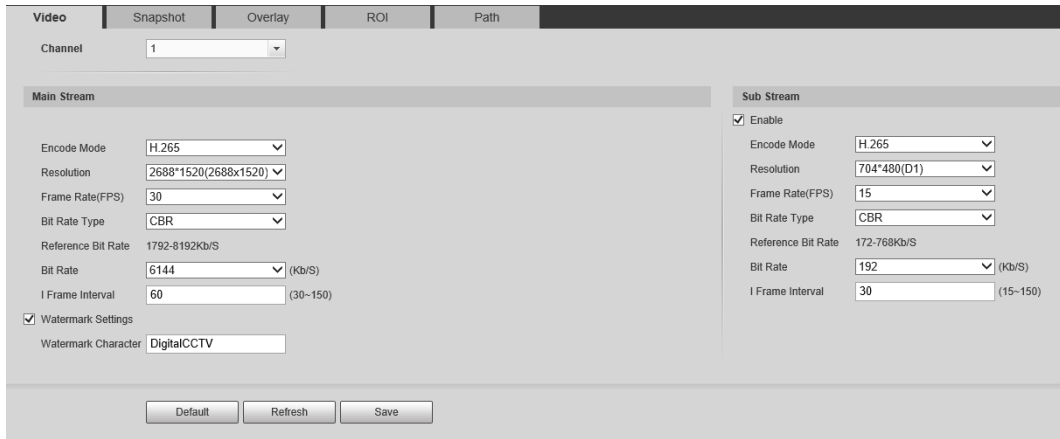 Video Snapshot Overlay ROI Path
Channel 1
Main Stream
Encode Mode H.265
Resolution 2688*1520(2688x1520)
Frame Rate(FPS) 30
Bit Rate Type CBR
Reference Bit Rate 1792-8192Kb/S
Bit Rate 6144 (Kb/S)
I Frame Interval 60 (30~150)
Watermark Settings
Watermark Character DigitalCCTV
Sub Stream
Enable
Encode Mode H.265
Resolution 704*480(D1)
Frame Rate(FPS) 15
Bit Rate Type CBR
Reference Bit Rate 172-768Kb/S
Bit Rate 192 (Kb/S)
I Frame Interval 30 (15~150)
Default Refresh Save